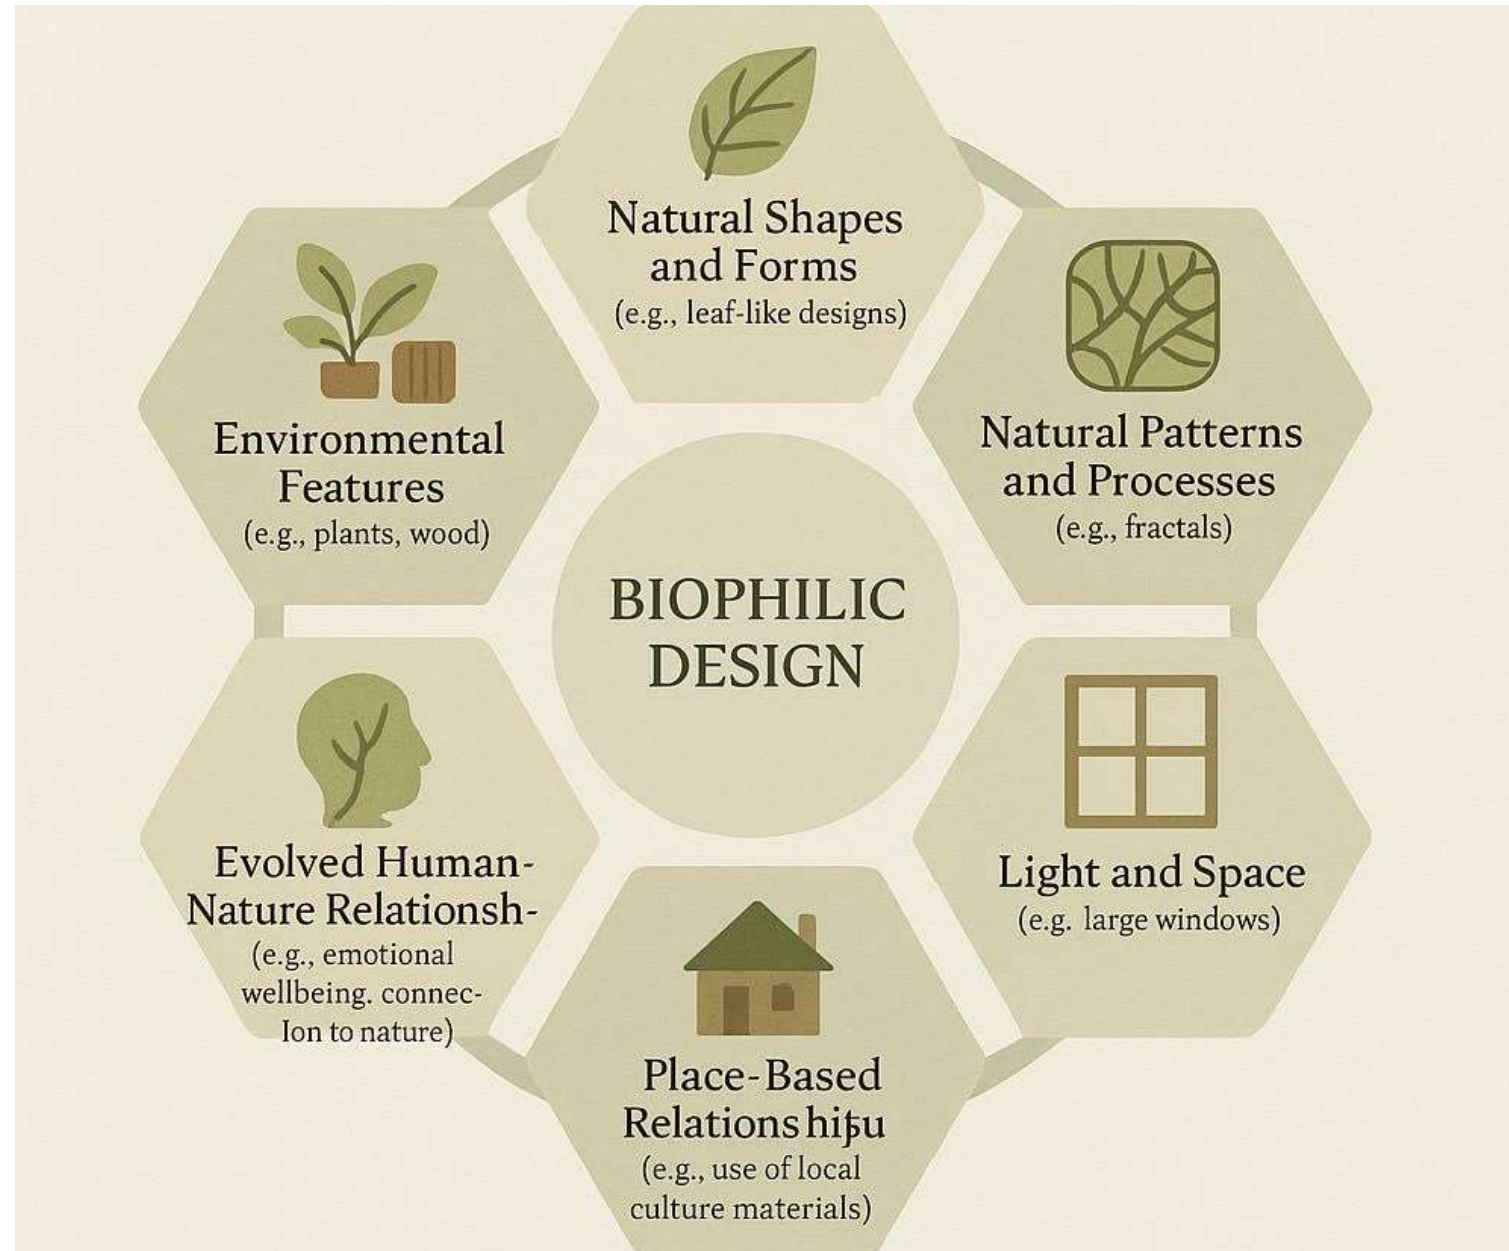 Natural Shapes
and Forms
(e.g., leaf-like designs)
Environmental
Features
(e.g., plants, wood)
Natural Patterns
and Processes
(e.g., fractals)
BIOPHILIC
DESIGN
Evolved Human-
Nature Relationsh-
(e.g., emotional
wellbeing. connec-
Ion to nature)
Light and Space
(e.g. large windows)
Place-Based
Relationshiþu
(e.g., use of local
culture materials)